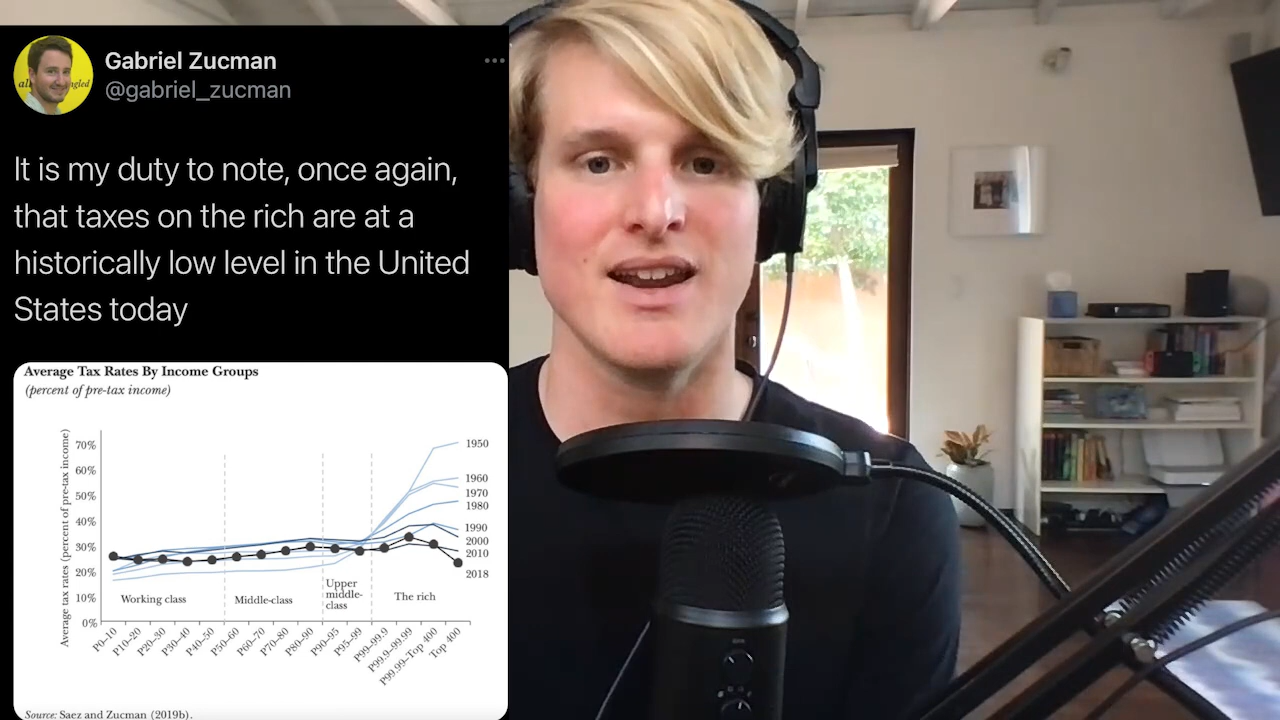 Gabriel Zucman
@gabriel_zucman
It is my duty to note, once again,
that taxes on the rich are at a
historically low level in the United
States today
Average Tax Rates By Income Groups
(percent of pre-tax income)
Average tax rates (percent of pre-tax income)
70%
60%
50%
40%
30%
20%
10%
0%
1950
1960
1970
1980
1990
2000
2010
2018
Working class
Middle-class
Upper
middle-
class
The rich
P0-10
P10-20
P20-30
P30-40
P40-50
P50-60
P60-70
P70-80
P80-90
P90-95
P95-99
P99-99.9
P99.9-99.99
P99.99-Top 400
Top 400
Source: Saez and Zucman (2019b).